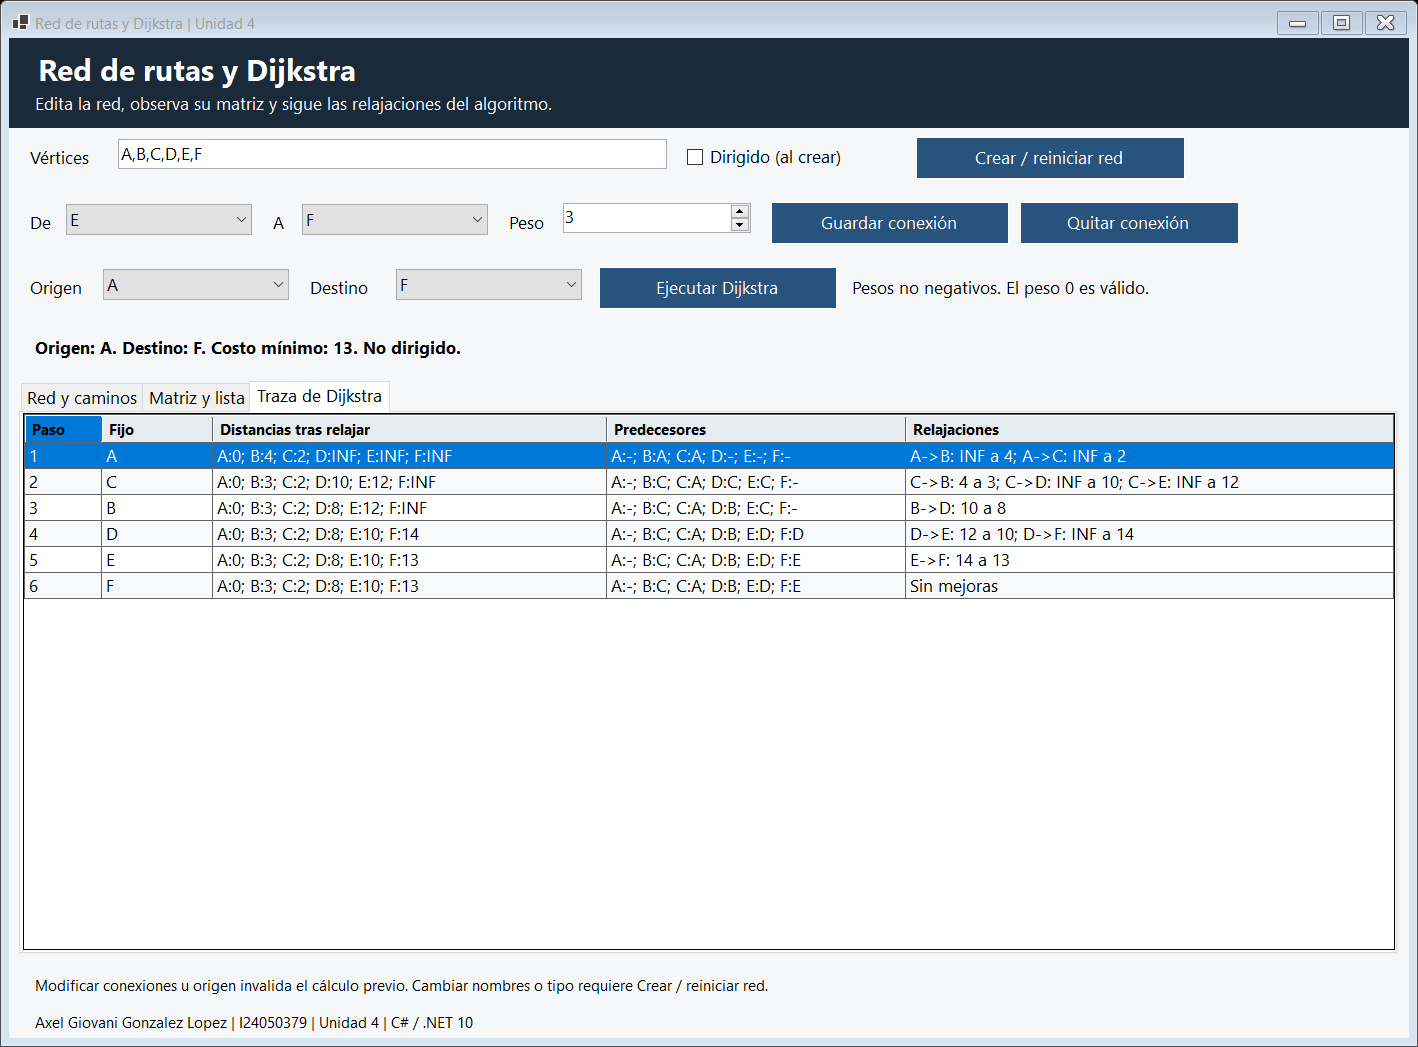 Red de rutas y Dijkstra | Unidad 4
Red de rutas y Dijkstra
Edita la red, observa su matriz y sigue las relajaciones del algoritmo.
Vértices A,B,C,D,E,F Dirigido (al crear) Crear / reiniciar red
De E A F Peso 3 Guardar conexión Quitar conexión
Origen A Destino F Ejecutar Dijkstra Pesos no negativos. El peso 0 es válido.
Origen: A. Destino: F. Costo mínimo: 13. No dirigido.
Red y caminos Matriz y lista Traza de Dijkstra
Paso Fijo Distancias tras relajar Predecesores Relajaciones
1 A A:0; B:4; C:2; D:INF; E:INF; F:INF A:-; B:A; C:A; D:-; E:-; F:- A->B: INF a 4; A->C: INF a 2
2 C A:0; B:3; C:2; D:10; E:12; F:INF A:-; B:C; C:A; D:C; E:C; F:- C->B: 4 a 3; C->D: INF a 10; C->E: INF a 12
3 B A:0; B:3; C:2; D:8; E:12; F:INF A:-; B:C; C:A; D:B; E:C; F:- B->D: 10 a 8
4 D A:0; B:3; C:2; D:8; E:10; F:14 A:-; B:C; C:A; D:B; E:D; F:D D->E: 12 a 10; D->F: INF a 14
5 E A:0; B:3; C:2; D:8; E:10; F:13 A:-; B:C; C:A; D:B; E:D; F:E E->F: 14 a 13
6 F A:0; B:3; C:2; D:8; E:10; F:13 A:-; B:C; C:A; D:B; E:D; F:E Sin mejoras
Modificar conexiones u origen invalida el cálculo previo. Cambiar nombres o tipo requiere Crear / reiniciar red.
Axel Giovani Gonzalez Lopez | I24050379 | Unidad 4 | C# / .NET 10